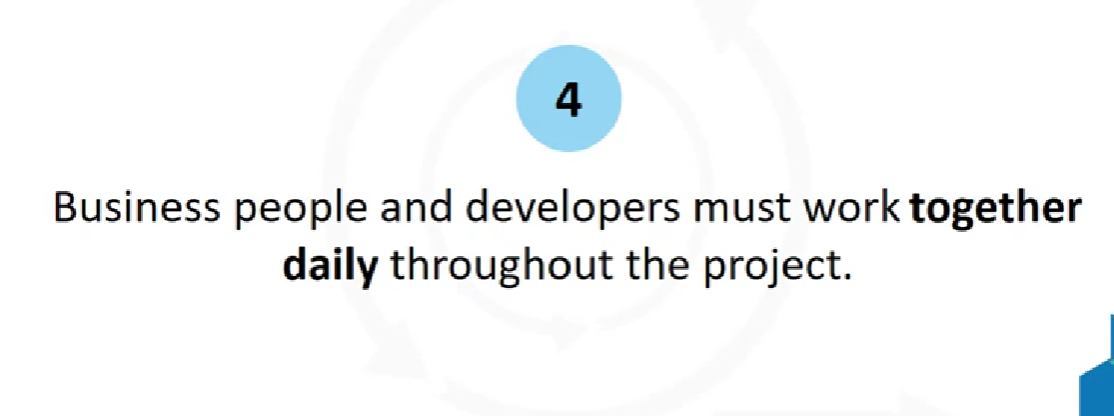 4
Business people and developers must work together
daily throughout the project.